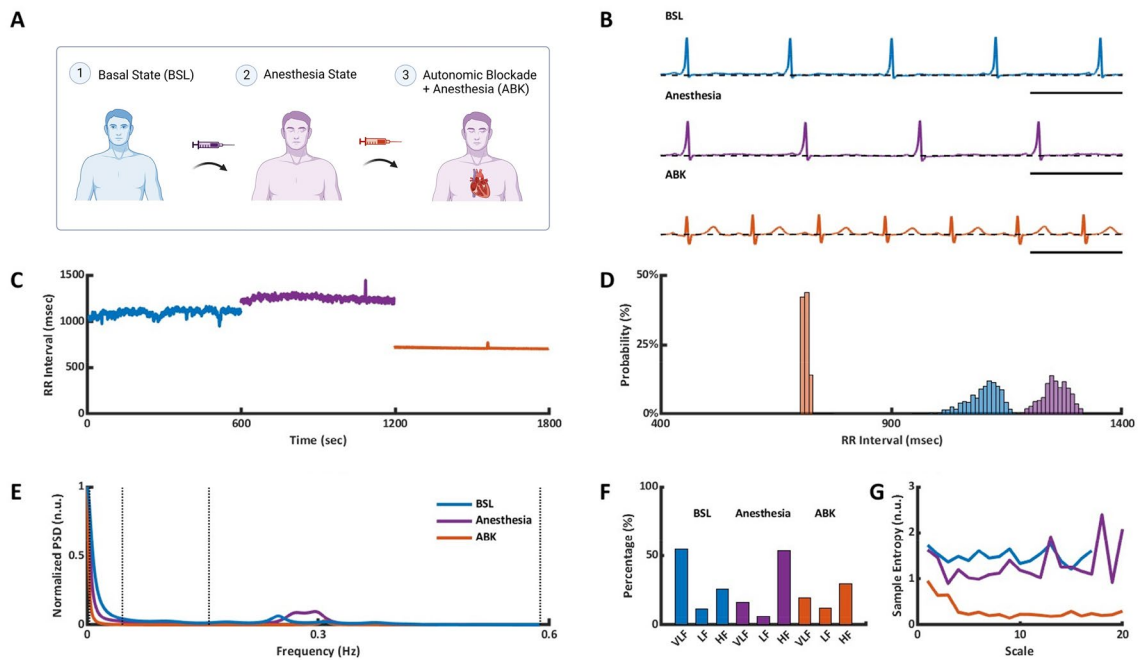 A
1 Basal State (BSL)
2 Anesthesia State
3 Autonomic Blockade
+ Anesthesia (ABK)
B
BSL
Anesthesia
ABK
C
RR Interval (msec)
1500
1000
500
0
0 600 1200 1800
Time (sec)
D
Probability (%)
50%
25%
0%
400 900 1400
RR Interval (msec)
E
Normalized PSD (n.u.)
1
0.5
0
BSL
Anesthesia
ABK
0 0.3 0.6
Frequency (Hz)
F
Percentage (%)
100
50
0
BSL Anesthesia ABK
VLF LF HF VLF LF HF VLF LF HF
G
Sample Entropy (n.u.)
3
2
1
0
0 10 20
Scale